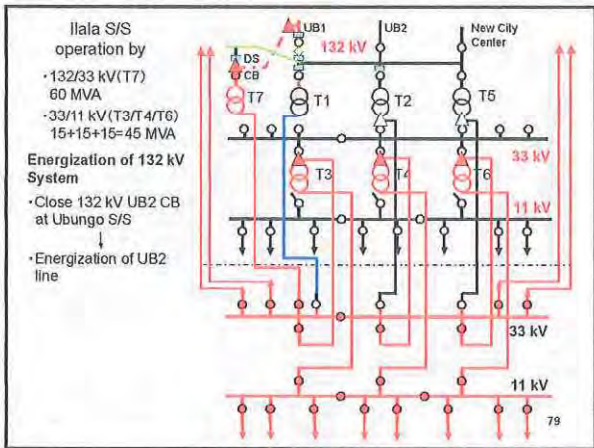 Ilala S/S
operation by
・132/33 kV(T7)
60 MVA
-33/11 kV(T3/T4/T6)
15+15+15=45 MVA
Energization of 132 kV
System
・Close 132 kV UB2 CB
at Ubungo S/S
↓
・Energization of UB2
line
UB1
UB2
New City
Center
132 kV
DS
CB
T7
T1
T2
T5
33 kV
T3
T4
T6
11 kV
33 kV
11 kV
79